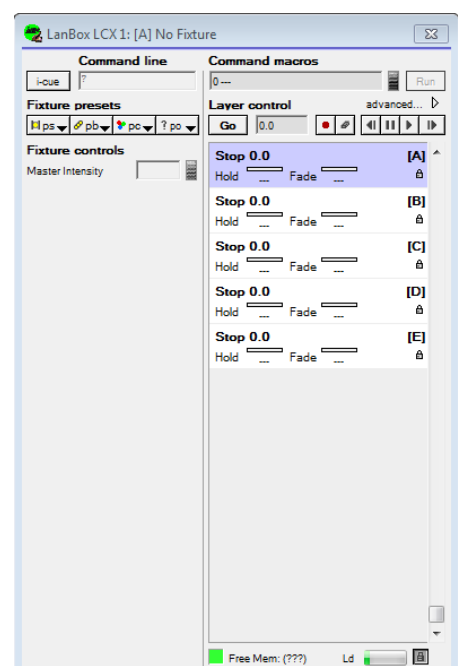 LanBox LCX 1: [A] No Fixture
Command line
i-cue ?
Fixture presets
ps pb pc ? po
Fixture controls
Master Intensity
Command macros
0 --- Run
Layer control advanced...
Go 0.0
Stop 0.0 [A]
Hold --- Fade ---
Stop 0.0 [B]
Hold --- Fade ---
Stop 0.0 [C]
Hold --- Fade ---
Stop 0.0 [D]
Hold --- Fade ---
Stop 0.0 [E]
Hold --- Fade ---
Free Mem: (???) Ld